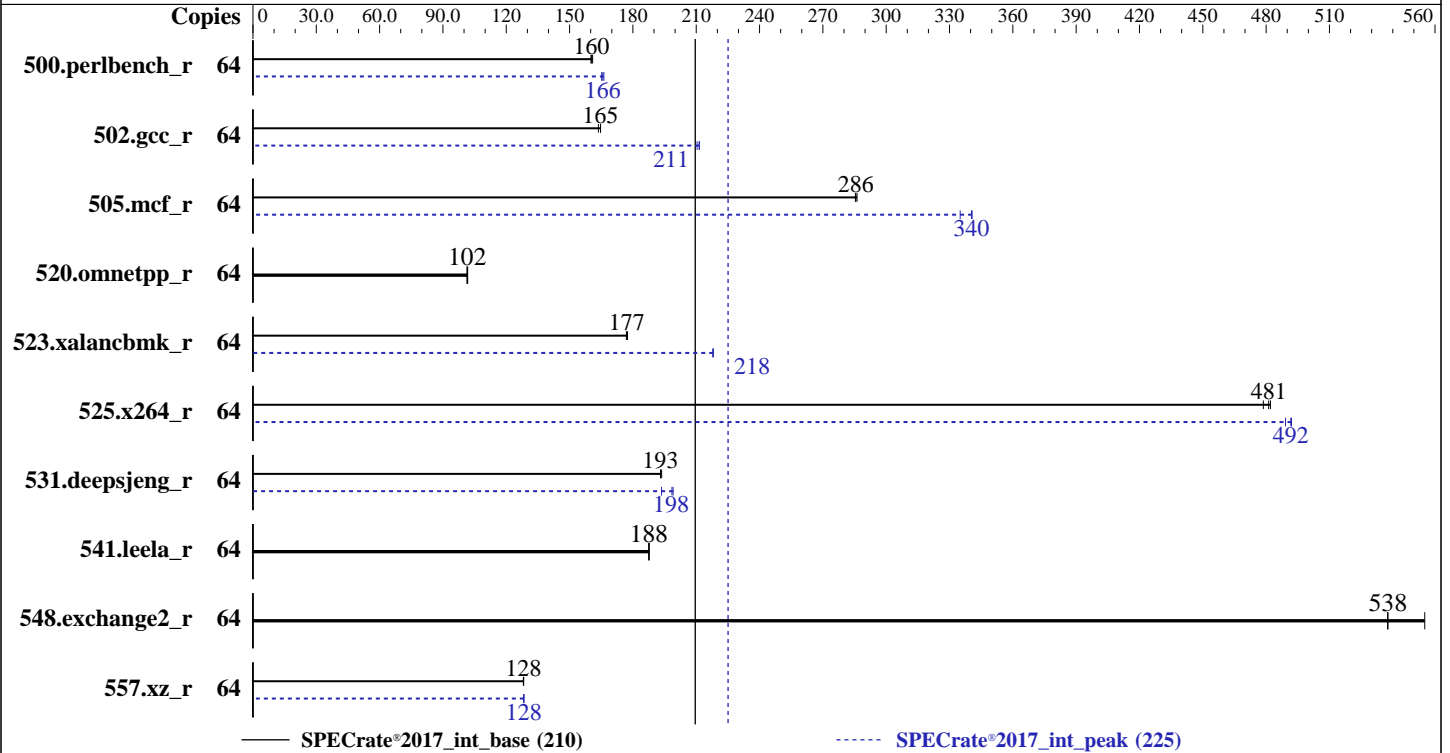 Copies 0 30.0 60.0 90.0 120 150 180 210 240 270 300 330 360 390 420 450 480 510 560
500.perlbench_r 64 160
166
502.gcc_r 64 165
211
505.mcf_r 64 286
340
520.omnetpp_r 64 102
523.xalancbmk_r 64 177
218
525.x264_r 64 481
492
531.deepsjeng_r 64 193
198
541.leela_r 64 188
548.exchange2_r 64 538
557.xz_r 64 128
128
SPECrate®2017_int_base (210) SPECrate®2017_int_peak (225)